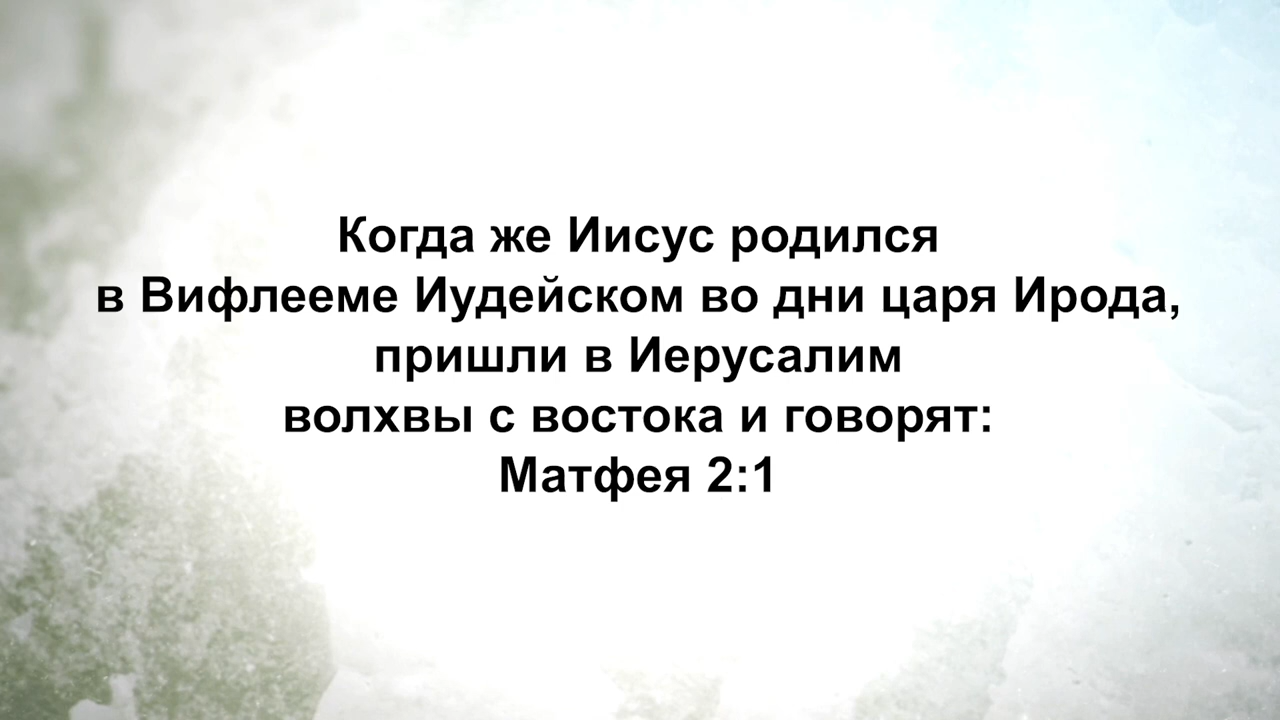 Когда же Иисус родился
в Вифлееме Иудейском во дни царя Ирода,
пришли в Иерусалим
волхвы с востока и говорят:
Матфея 2:1